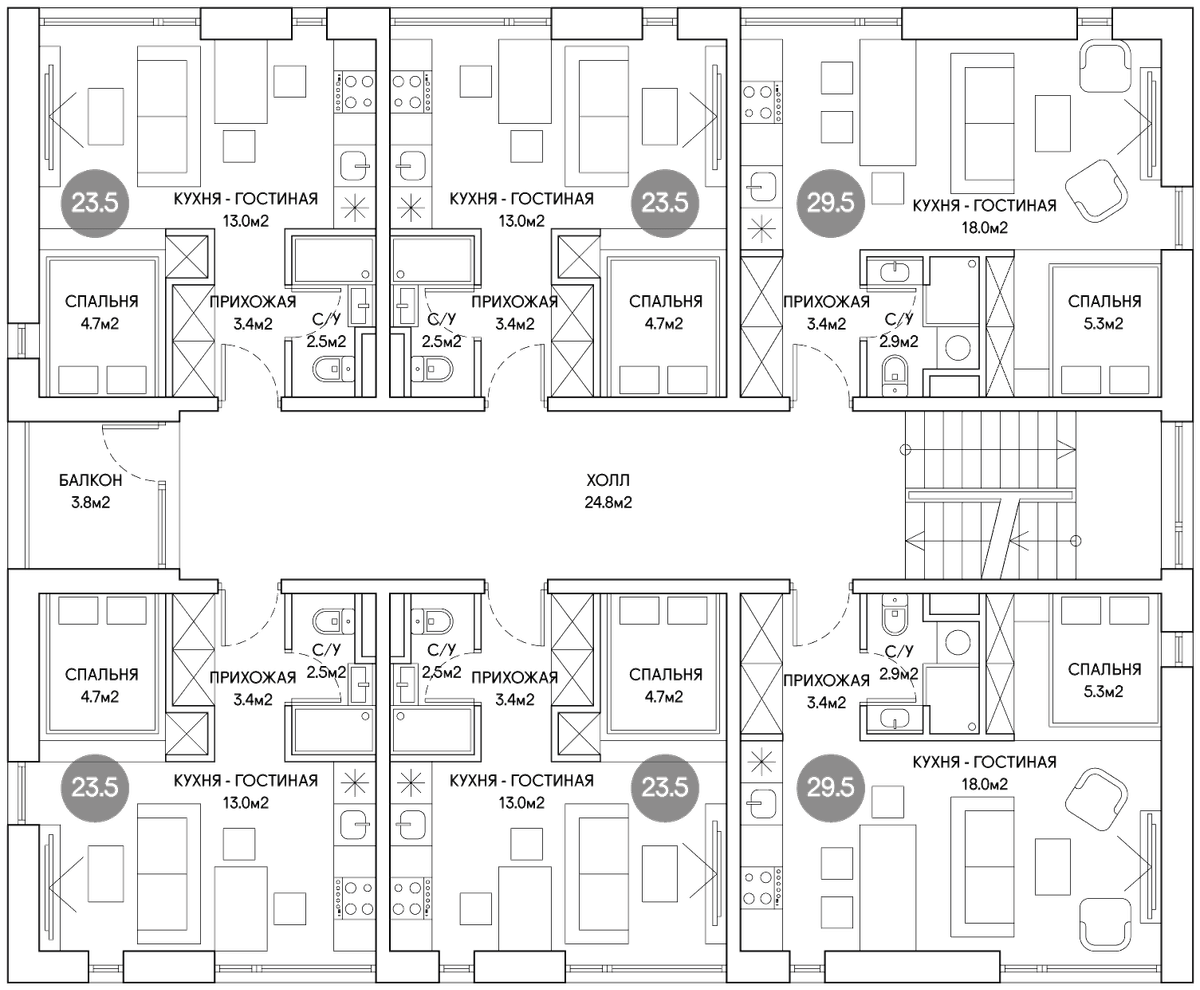 23.5
КУХНЯ - ГОСТИНАЯ
13.0м2
КУХНЯ - ГОСТИНАЯ
13.0м2
23.5
29.5
КУХНЯ - ГОСТИНАЯ
18.0м2
СПАЛЬНЯ
4.7м2
ПРИХОЖАЯ
3.4м2
С/У
2.5м2
С/У
2.5м2
ПРИХОЖАЯ
3.4м2
СПАЛЬНЯ
4.7м2
ПРИХОЖАЯ
3.4м2
С/У
2.9м2
СПАЛЬНЯ
5.3м2
БАЛКОН
3.8м2
ХОЛЛ
24.8м2
СПАЛЬНЯ
4.7м2
ПРИХОЖАЯ
3.4м2
С/У
2.5м2
С/У
2.5м2
ПРИХОЖАЯ
3.4м2
СПАЛЬНЯ
4.7м2
ПРИХОЖАЯ
3.4м2
С/У
2.9м2
СПАЛЬНЯ
5.3м2
23.5
КУХНЯ - ГОСТИНАЯ
13.0м2
КУХНЯ - ГОСТИНАЯ
13.0м2
23.5
29.5
КУХНЯ - ГОСТИНАЯ
18.0м2